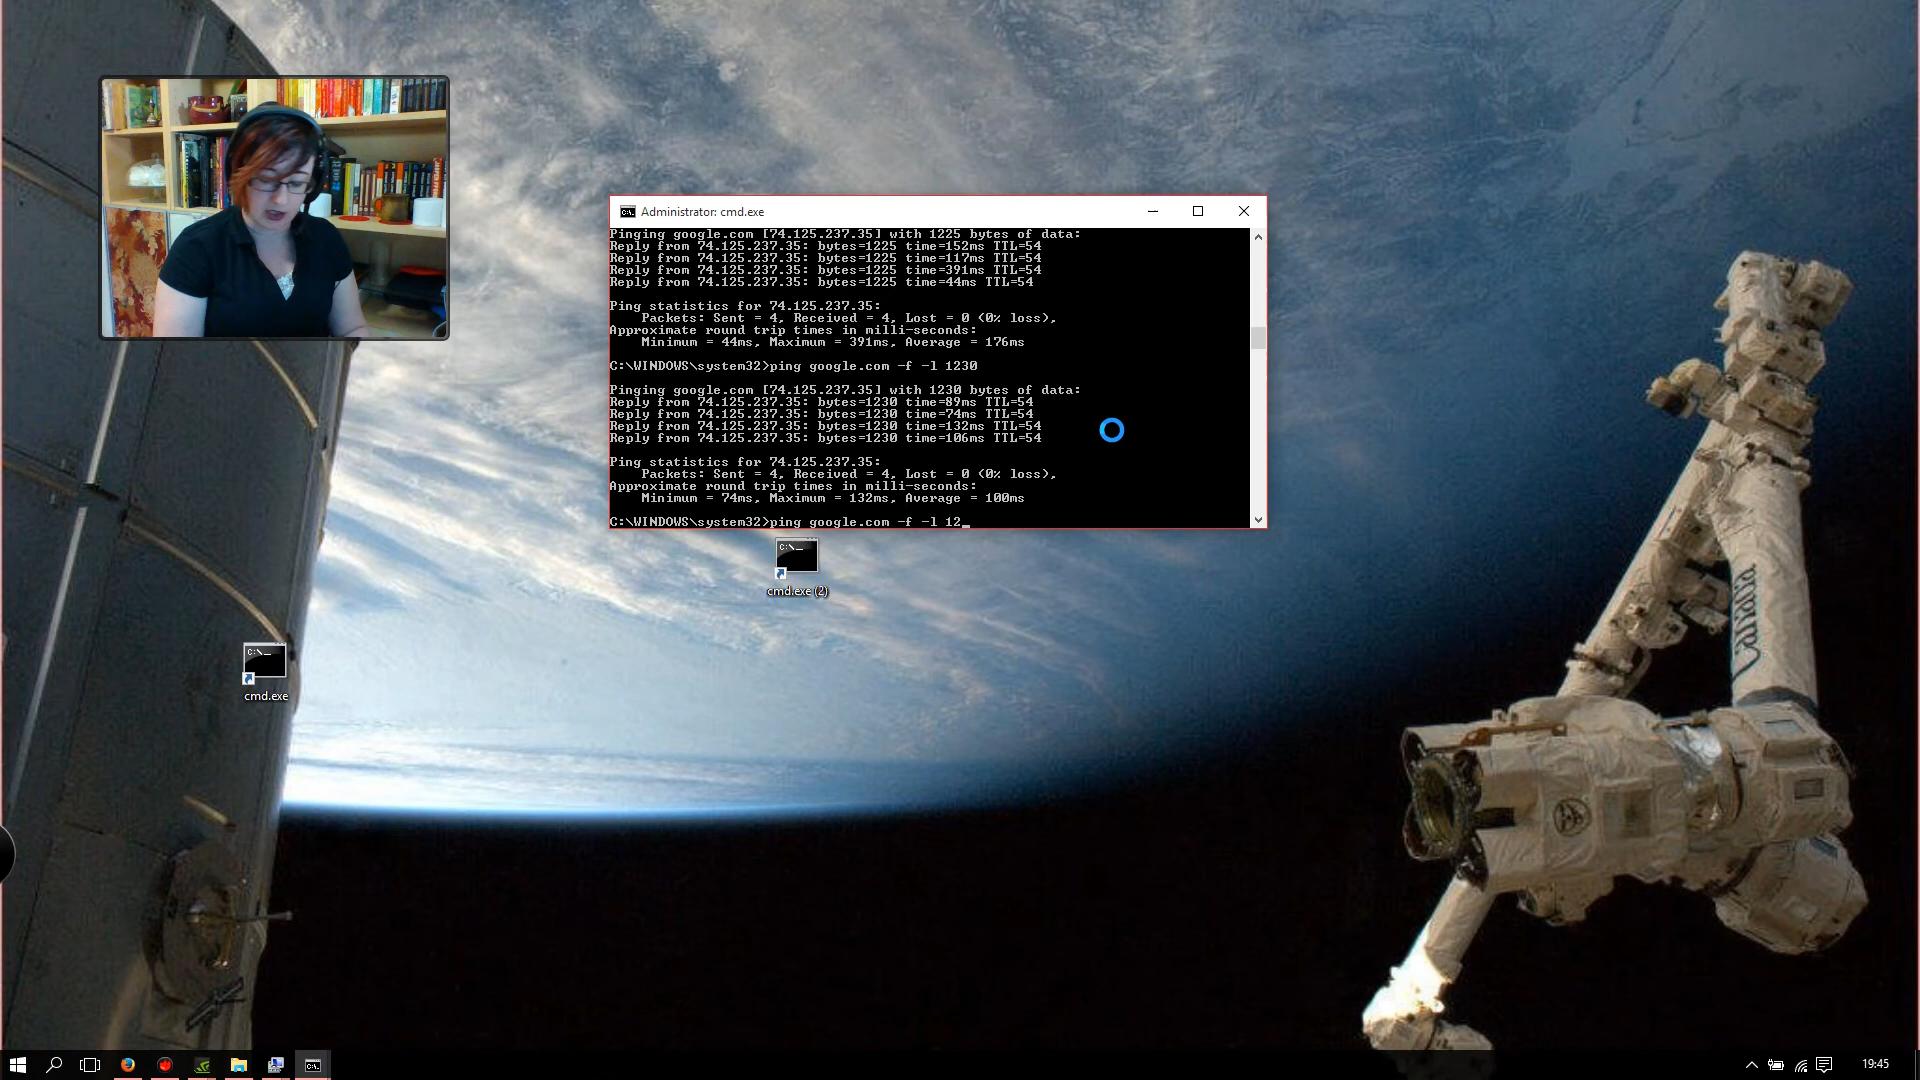 Administrator: cmd.exe
Pinging google.com [74.125.237.35] with 1225 bytes of data:
Reply from 74.125.237.35: bytes=1225 time=152ms TTL=54
Reply from 74.125.237.35: bytes=1225 time=117ms TTL=54
Reply from 74.125.237.35: bytes=1225 time=391ms TTL=54
Reply from 74.125.237.35: bytes=1225 time=44ms TTL=54
Ping statistics for 74.125.237.35:
Packets: Sent = 4, Received = 4, Lost = 0 (0% loss),
Approximate round trip times in milli-seconds:
Minimum = 44ms, Maximum = 391ms, Average = 176ms
C:\WINDOWS\system32>ping google.com -f -l 1230
Pinging google.com [74.125.237.35] with 1230 bytes of data:
Reply from 74.125.237.35: bytes=1230 time=89ms TTL=54
Reply from 74.125.237.35: bytes=1230 time=74ms TTL=54
Reply from 74.125.237.35: bytes=1230 time=132ms TTL=54
Reply from 74.125.237.35: bytes=1230 time=106ms TTL=54
Ping statistics for 74.125.237.35:
Packets: Sent = 4, Received = 4, Lost = 0 (0% loss),
Approximate round trip times in milli-seconds:
Minimum = 74ms, Maximum = 132ms, Average = 100ms
C:\WINDOWS\system32>ping google.com -f -l 12_
cmd.exe (2)
cmd.exe
Canada
19:45